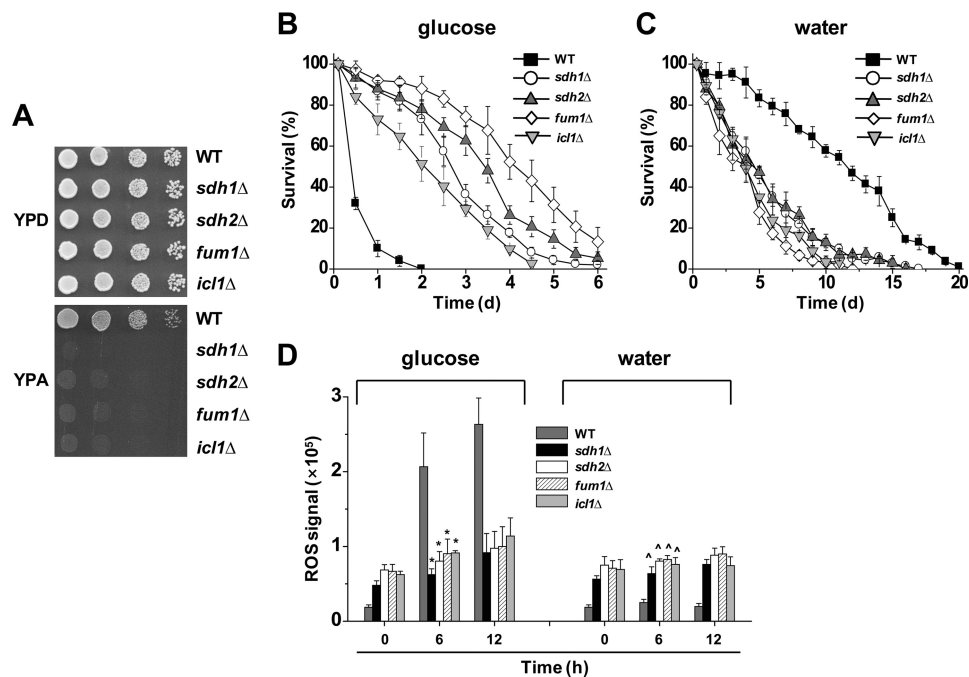 A
YPD
WT
sdh1Δ
sdh2Δ
fum1Δ
icl1Δ
YPA
WT
sdh1Δ
sdh2Δ
fum1Δ
icl1Δ
B
glucose
Survival (%)
100
80
60
40
20
0
0 1 2 3 4 5 6
Time (d)
WT
sdh1Δ
sdh2Δ
fum1Δ
icl1Δ
C
water
Survival (%)
100
80
60
40
20
0
0 5 10 15 20
Time (d)
WT
sdh1Δ
sdh2Δ
fum1Δ
icl1Δ
D
glucose
water
ROS signal (×10⁵)
3
2
1
0
WT
sdh1Δ
sdh2Δ
fum1Δ
icl1Δ
* * * *
^ ^ ^ ^
0 6 12 0 6 12
Time (h)